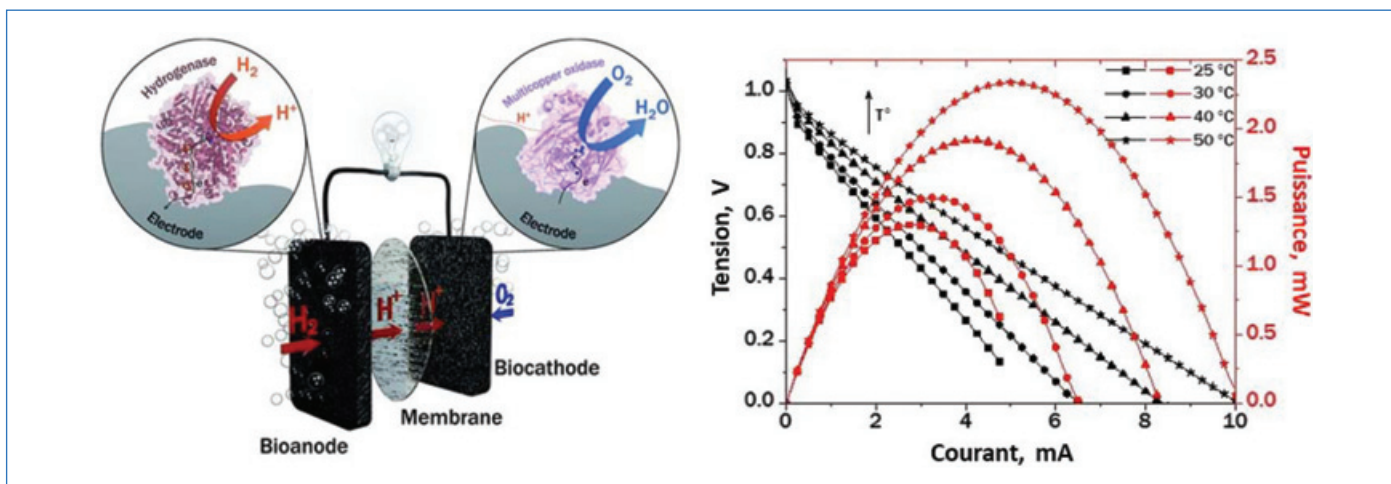 Hydrogenase
H₂
H⁺
Electrode
Multicopper oxidase
O₂
H₂O
H⁺
Electrode
H₂
H⁺
H⁺
O₂
Bioanode
Membrane
Biocathode
Tension, V
1.0
0.8
0.6
0.4
0.2
0.0
T°
25 °C
30 °C
40 °C
50 °C
2.5
2.0
1.5
1.0
0.5
0.0
Puissance, mW
0 2 4 6 8 10
Courant, mA